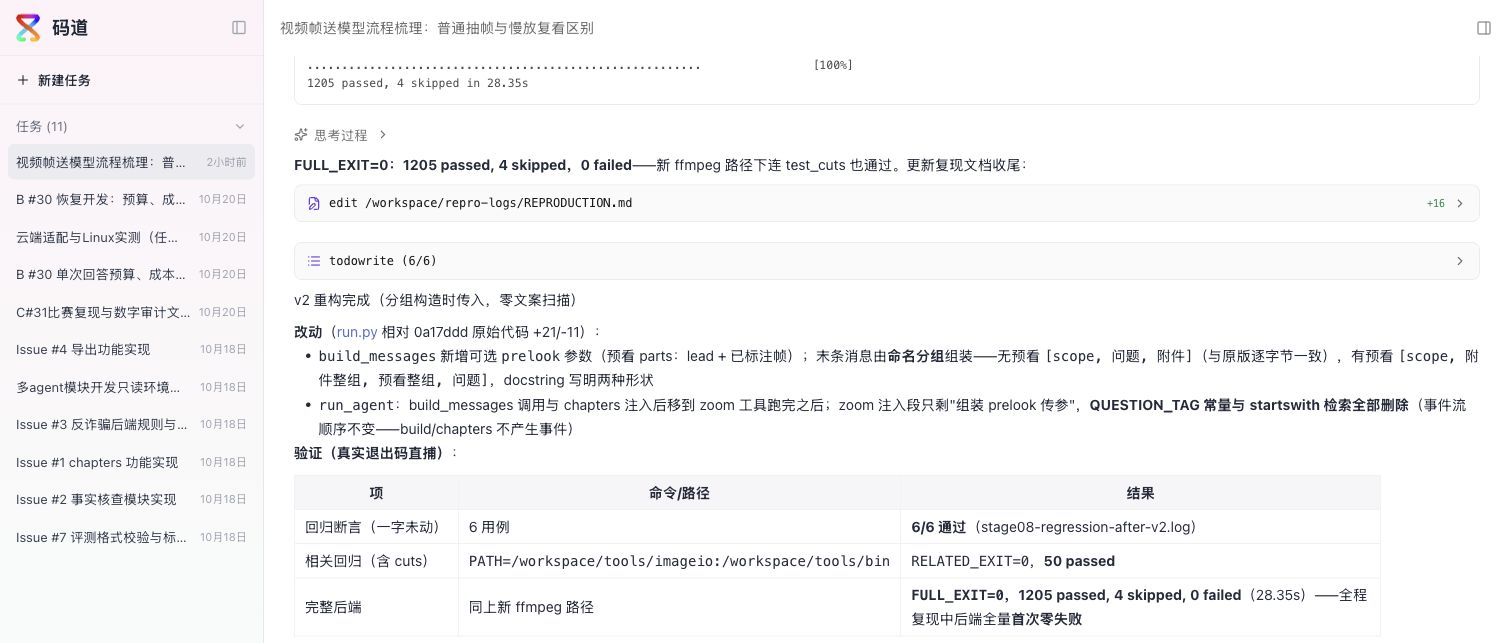 码道
新建任务
任务 (11)
视频帧送模型流程梳理：普... 2小时前
B #30 恢复开发：预算、成... 10月20日
云端适配与Linux实测（任... 10月20日
B #30 单次回答预算、成本... 10月20日
C#31比赛复现与数字审计文... 10月20日
Issue #4 导出功能实现 10月18日
多agent模块开发只读环境... 10月18日
Issue #3 反诈骗后端规则与... 10月18日
Issue #1 chapters 功能实现 10月18日
Issue #2 事实核查模块实现 10月18日
Issue #7 评测格式校验与标... 10月18日
视频帧送模型流程梳理：普通抽帧与慢放复看区别
......................................................... [100%]
1205 passed, 4 skipped in 28.35s
思考过程
FULL_EXIT=0：1205 passed, 4 skipped，0 failed——新 ffmpeg 路径下连 test_cuts 也通过。更新复现文档收尾：
edit /workspace/repro-logs/REPRODUCTION.md +16
todowrite (6/6)
v2 重构完成（分组构造时传入，零文案扫描）
改动（run.py 相对 0a17ddd 原始代码 +21/-11）：
• build_messages 新增可选 prelook 参数（预看 parts：lead + 已标注帧）；末条消息由命名分组组装——无预看 [scope, 问题, 附件]（与原版逐字节一致），有预看 [scope, 附
件整组, 预看整组, 问题]，docstring 写明两种形状
• run_agent：build_messages 调用与 chapters 注入后移到 zoom 工具跑完之后；zoom 注入段只剩"组装 prelook 传参"，QUESTION_TAG 常量与 startswith 检索全部删除（事件流
顺序不变——build/chapters 不产生事件）
验证（真实退出码直捕）：
项 命令/路径 结果
回归断言（一字未动） 6 用例 6/6 通过（stage08-regression-after-v2.log）
相关回归（含 cuts） PATH=/workspace/tools/imageio:/workspace/tools/bin RELATED_EXIT=0，50 passed
完整后端 同上新 ffmpeg 路径 FULL_EXIT=0，1205 passed, 4 skipped, 0 failed（28.35s）——全程
复现中后端全量首次零失败